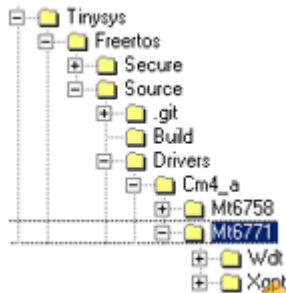 Tinysys
Freertos
Secure
Source
.git
Build
Drivers
Cm4_a
Mt6758
Mt6771
Wdt
Xgpt